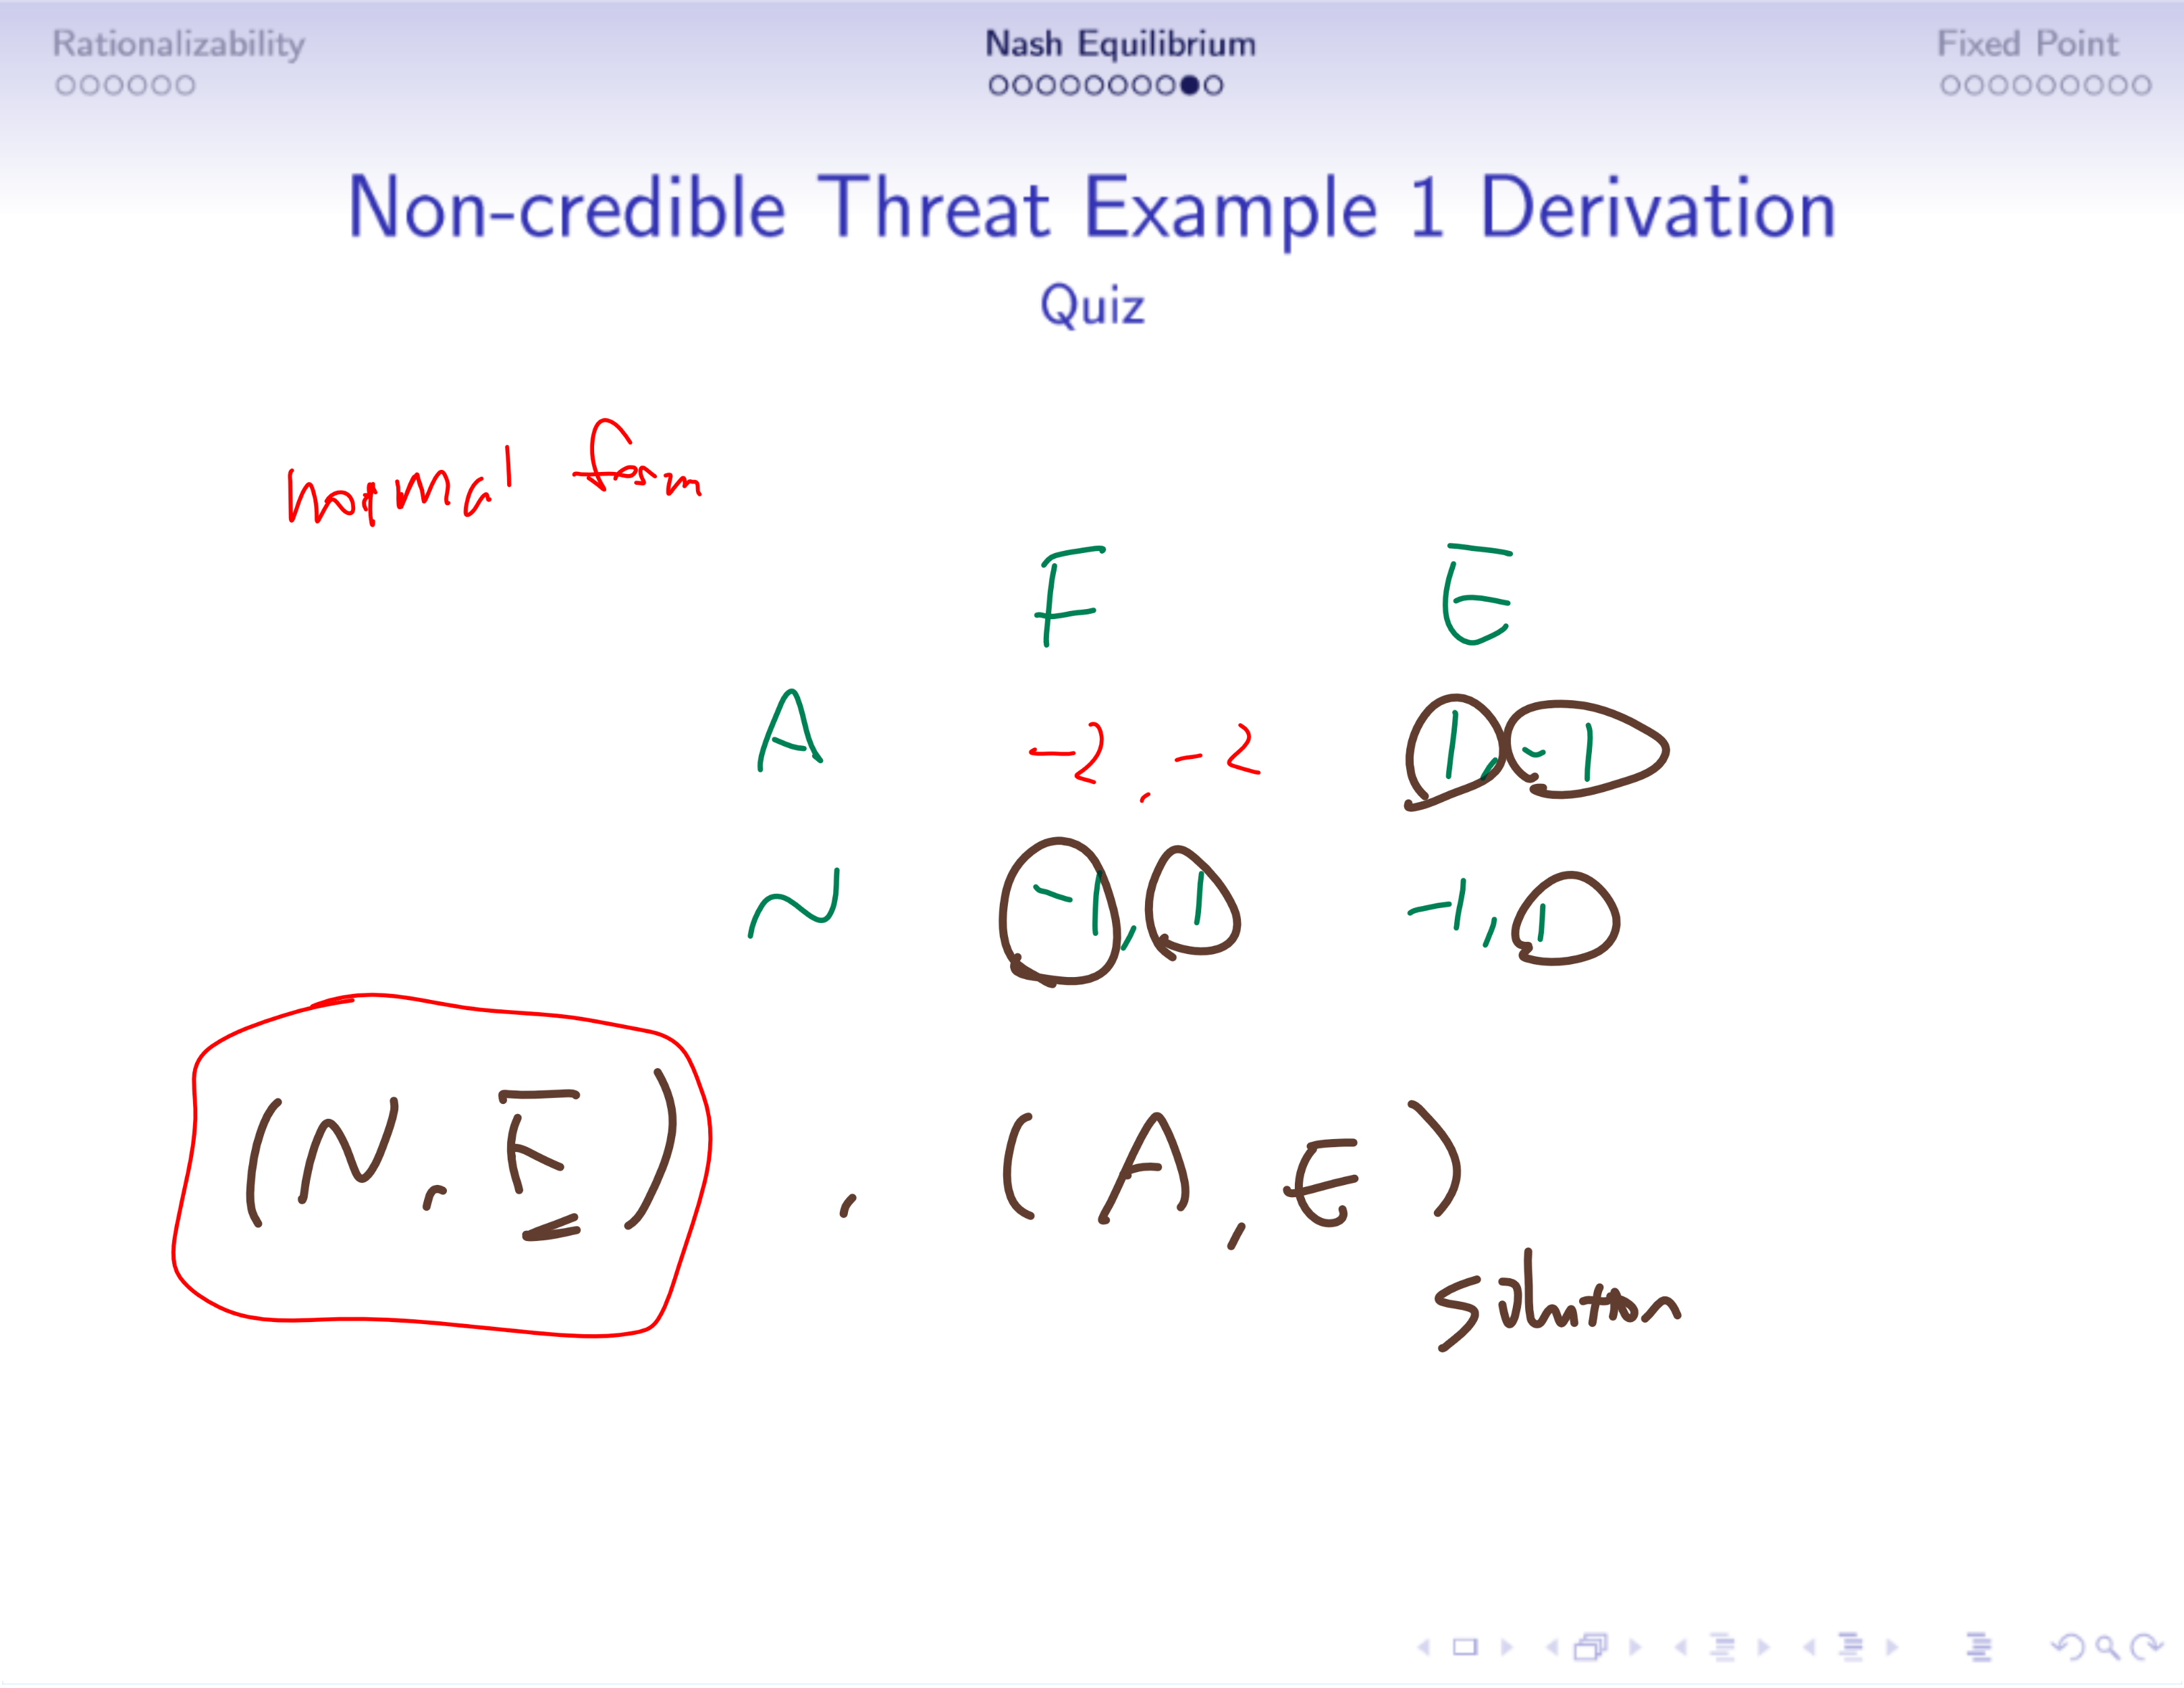 Rationalizability Nash Equilibrium Fixed Point
Non-credible Threat Example 1 Derivation
Quiz
normal form
F E
A -2, -2 1, -1
N -1, 1 -1, 1
(N, F), (A, E)
solution